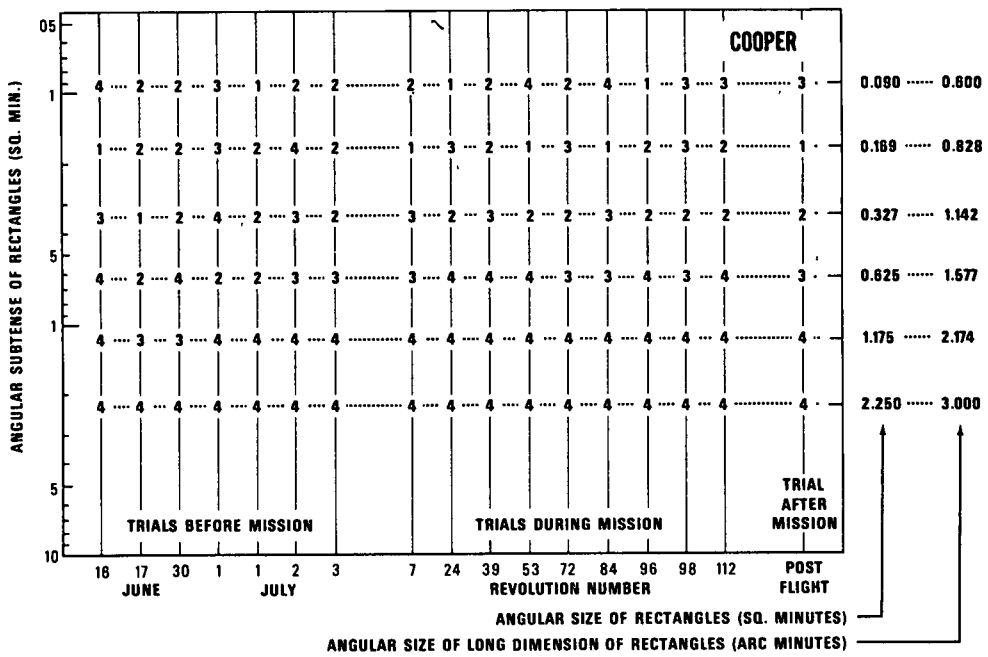 COOPER
ANGULAR SUBTENSE OF RECTANGLES (SQ. MIN.)
05
4 2 2 3 1 2 2 2 1 2 4 2 4 1 3 3 3 0.090 0.600
1
1 2 2 3 2 4 2 1 3 2 1 3 1 2 3 2 1 0.169 0.828
3 1 2 4 2 3 2 3 2 3 2 2 3 2 2 2 2 0.327 1.142
5
4 2 4 2 2 3 3 3 4 4 4 3 3 4 3 4 3 0.625 1.577
1
4 3 3 4 4 4 4 4 4 4 4 4 4 4 4 4 4 1.175 2.174
4 4 4 4 4 4 4 4 4 4 4 4 4 4 4 4 4 2.250 3.000
5
TRIALS BEFORE MISSION
TRIALS DURING MISSION
TRIAL
AFTER
MISSION
10
16 17 30 1 1 2 3 7 24 39 53 72 84 96 98 112 POST
JUNE JULY REVOLUTION NUMBER FLIGHT
ANGULAR SIZE OF RECTANGLES (SQ. MINUTES)
ANGULAR SIZE OF LONG DIMENSION OF RECTANGLES (ARC MINUTES)